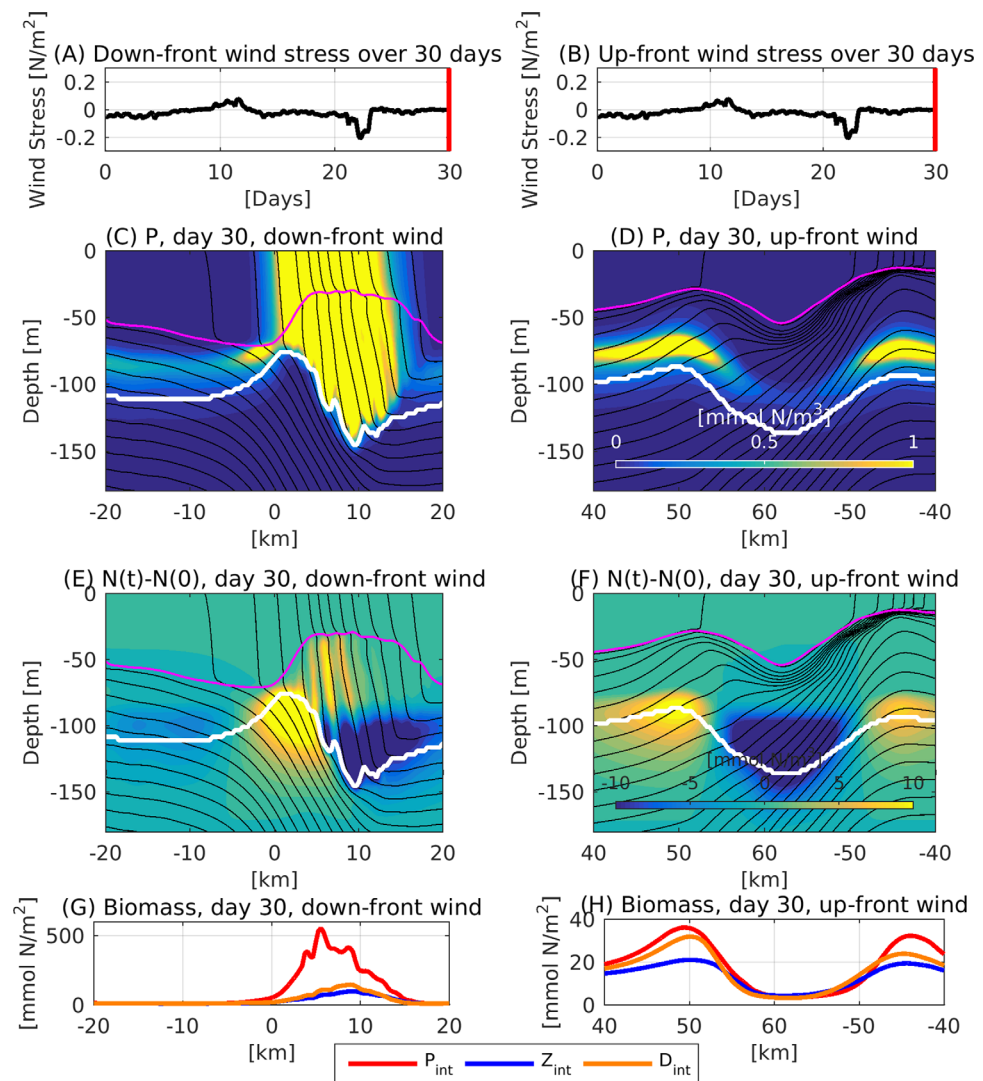 (A) Down-front wind stress over 30 days
(B) Up-front wind stress over 30 days
Wind Stress [N/m²]
0.2
0
-0.2
0 10 20 30
[Days]
Wind Stress [N/m²]
0.2
0
-0.2
0 10 20 30
[Days]
(C) P, day 30, down-front wind
Depth [m]
0
-50
-100
-150
-20 -10 0 10 20
[km]
(D) P, day 30, up-front wind
Depth [m]
0
-50
-100
-150
[mmol N/m³]
0 0.5 1
40 50 60 -50 -40
[km]
(E) N(t)-N(0), day 30, down-front wind
Depth [m]
0
-50
-100
-150
-20 -10 0 10 20
[km]
(F) N(t)-N(0), day 30, up-front wind
Depth [m]
0
-50
-100
-150
[mmol N/m³]
-10 -5 0 5 10
40 50 60 -50 -40
[km]
(G) Biomass, day 30, down-front wind
[mmol N/m²]
500
0
-20 -10 0 10 20
[km]
(H) Biomass, day 30, up-front wind
[mmol N/m²]
40
20
0
40 50 60 -50 -40
[km]
P_int Z_int D_int